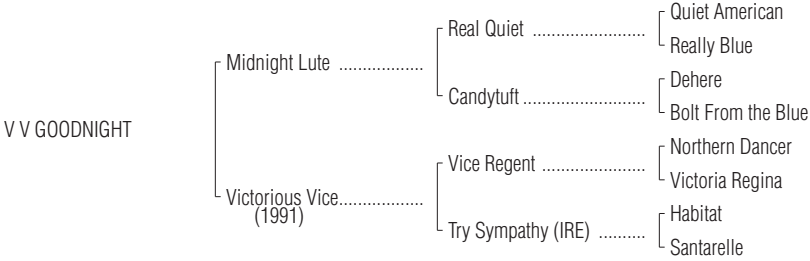 Quiet American
Real Quiet ........................
Really Blue
Midnight Lute ..................
Dehere
Candytuft..........................
Bolt From the Blue
V V GOODNIGHT
Northern Dancer
Vice Regent ......................
Victoria Regina
Victorious Vice..................
(1991)
Habitat
Try Sympathy (IRE) ..........
Santarelle